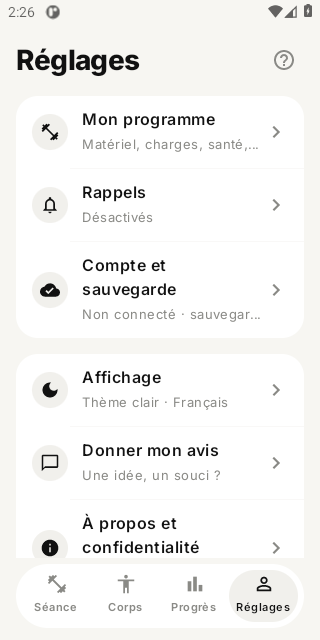 2:26
Réglages
Mon programme
Matériel, charges, santé,...
Rappels
Désactivés
Compte et
sauvegarde
Non connecté · sauvegar...
Affichage
Thème clair · Français
Donner mon avis
Une idée, un souci ?
À propos et
confidentialité
Séance
Corps
Progrès
Réglages